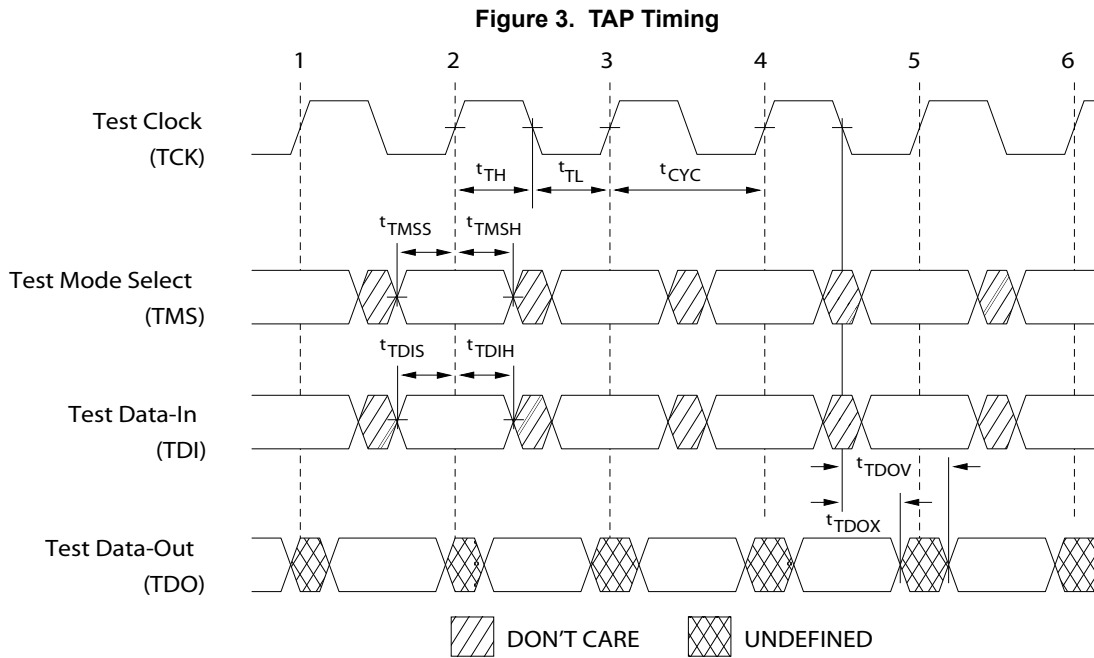 Figure 3. TAP Timing
1 2 3 4 5 6
Test Clock
(TCK)
tTH tTL tCYC
tTMSS tTMSH
Test Mode Select
(TMS)
tTDIS tTDIH
Test Data-In
(TDI)
tTDOV
tTDOX
Test Data-Out
(TDO)
DON'T CARE UNDEFINED